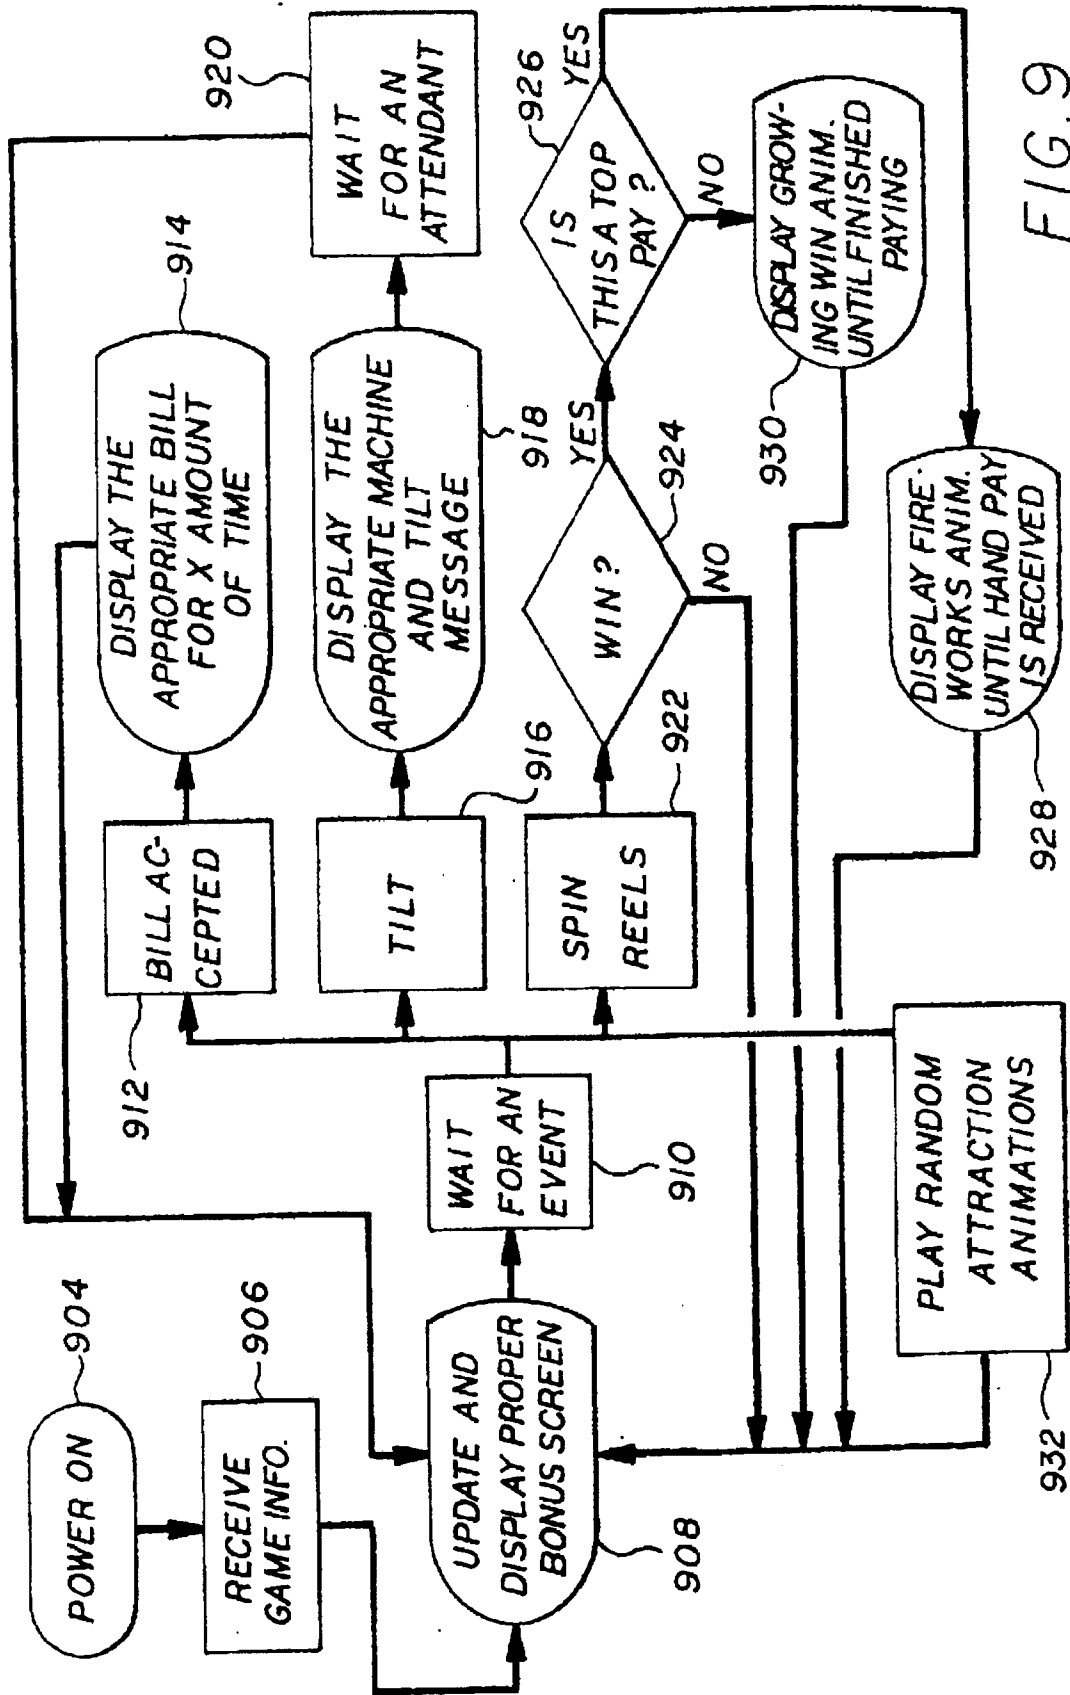 904
POWER ON
906
RECEIVE
GAME INFO.
UPDATE AND
DISPLAY PROPER
BONUS SCREEN
908
WAIT
FOR AN
EVENT
910
912
BILL AC-
CEPTED
DISPLAY THE
APPROPRIATE BILL
FOR X AMOUNT
OF TIME
914
TILT
916
DISPLAY THE
APPROPRIATE MACHINE
AND TILT
MESSAGE
918
WAIT
FOR AN
ATTENDANT
920
SPIN
REELS
922
WIN?
924
YES
NO
IS
THIS A TOP
PAY?
926
YES
NO
DISPLAY GROW-
ING WIN ANIM.
UNTIL FINISHED
PAYING
930
DISPLAY FIRE-
WORKS ANIM.
UNTIL HAND PAY
IS RECEIVED
928
PLAY RANDOM
ATTRACTION
ANIMATIONS
932
FIG. 9